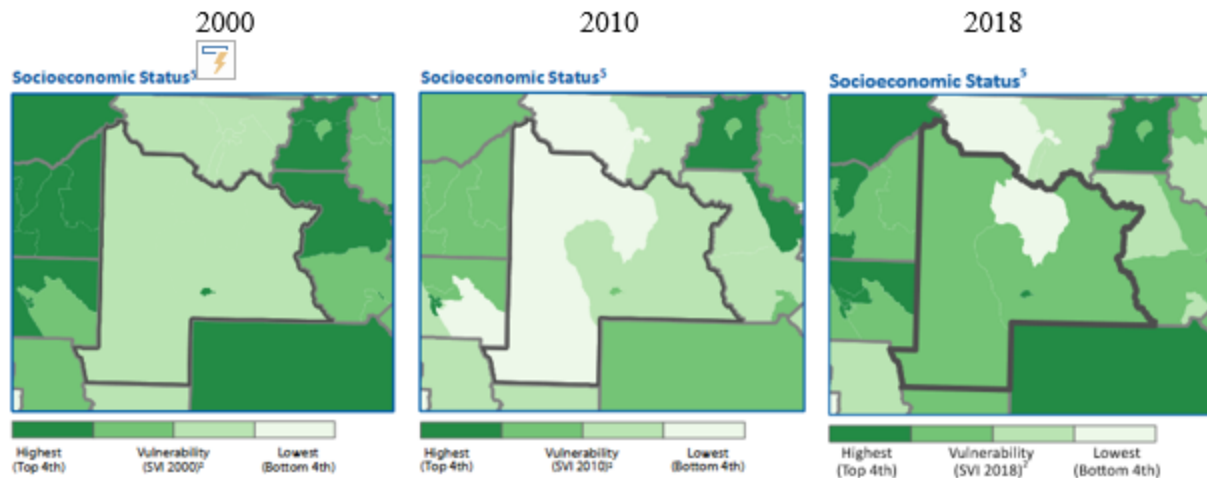 2000
2010
2018
Socioeconomic Status⁵
Socioeconomic Status⁵
Socioeconomic Status⁵
Highest
(Top 4th)
Vulnerability
(SVI 2000)²
Lowest
(Bottom 4th)
Highest
(Top 4th)
Vulnerability
(SVI 2010)²
Lowest
(Bottom 4th)
Highest
(Top 4th)
Vulnerability
(SVI 2018)²
Lowest
(Bottom 4th)